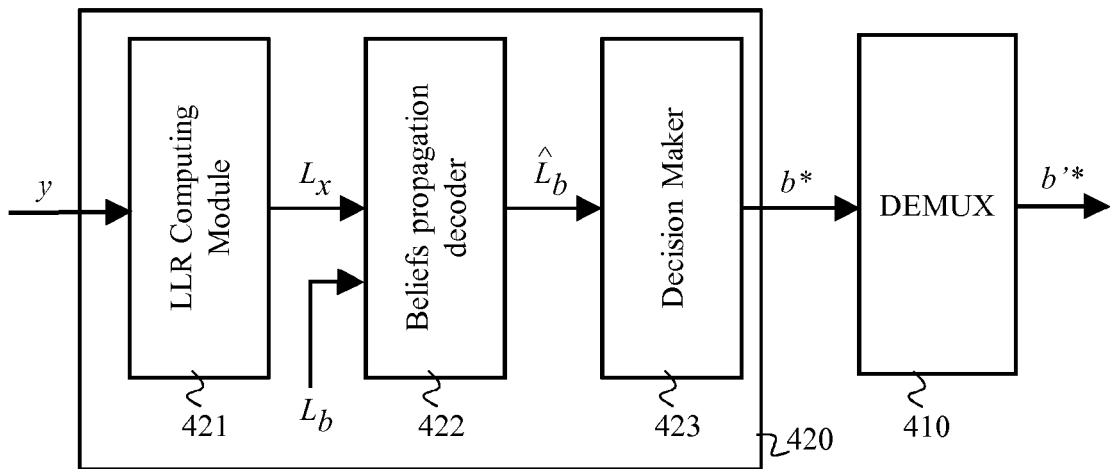 y
LLR Computing
Module
421
L_x
L_b
Beliefs propagation
decoder
422
L̂_b
Decision Maker
423
420
b*
DEMUX
410
b’*